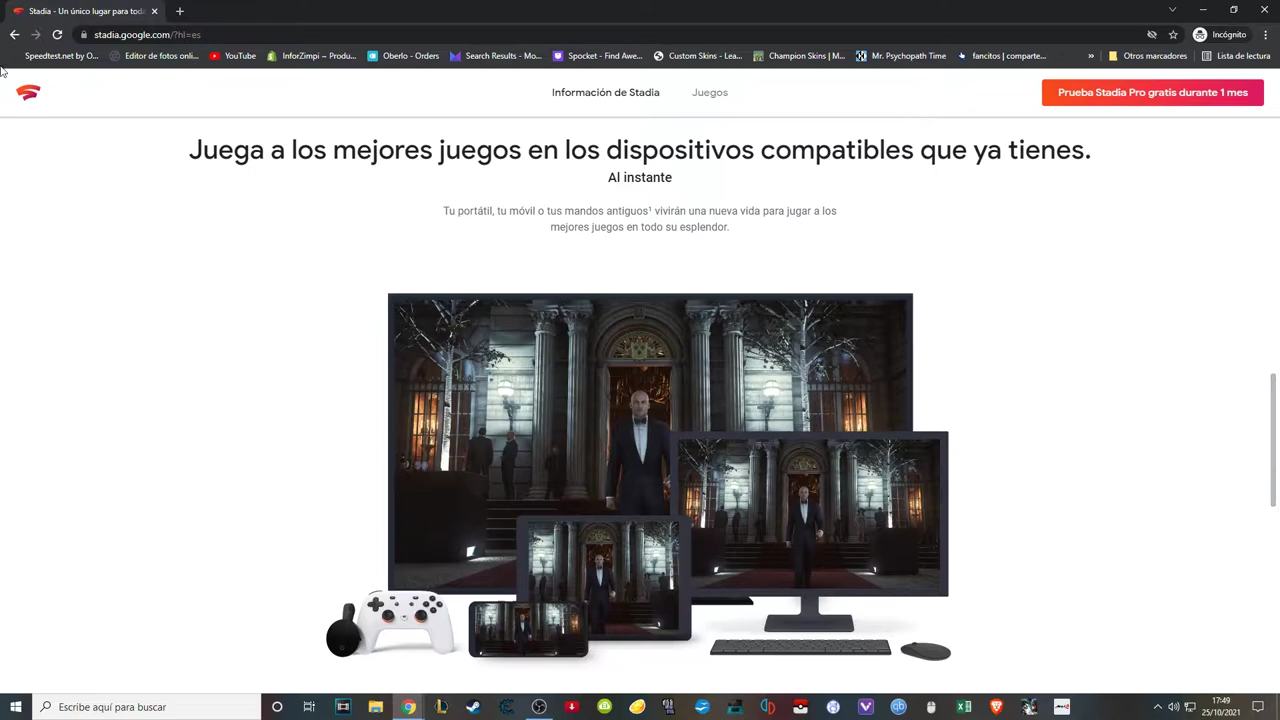 Stadia - Un único lugar para toda
stadia.google.com/?hl=es
Incógnito
Speedtest.net by O...
Editor de fotos onli...
YouTube
InforZimpi – Produ...
Oberlo - Orders
Search Results - M...
Spocket - Find Awe...
Custom Skins - Lea...
Champion Skins | M...
Mr. Psychopath Time
fancitos | comparte...
»
Otros marcadores
Lista de lectura
Información de Stadia
Juegos
Prueba Stadia Pro gratis durante 1 mes
Juega a los mejores juegos en los dispositivos compatibles que ya tienes.
Al instante
Tu portátil, tu móvil o tus mandos antiguos¹ vivirán una nueva vida para jugar a los
mejores juegos en todo su esplendor.
Escribe aquí para buscar
17:49
25/10/2021